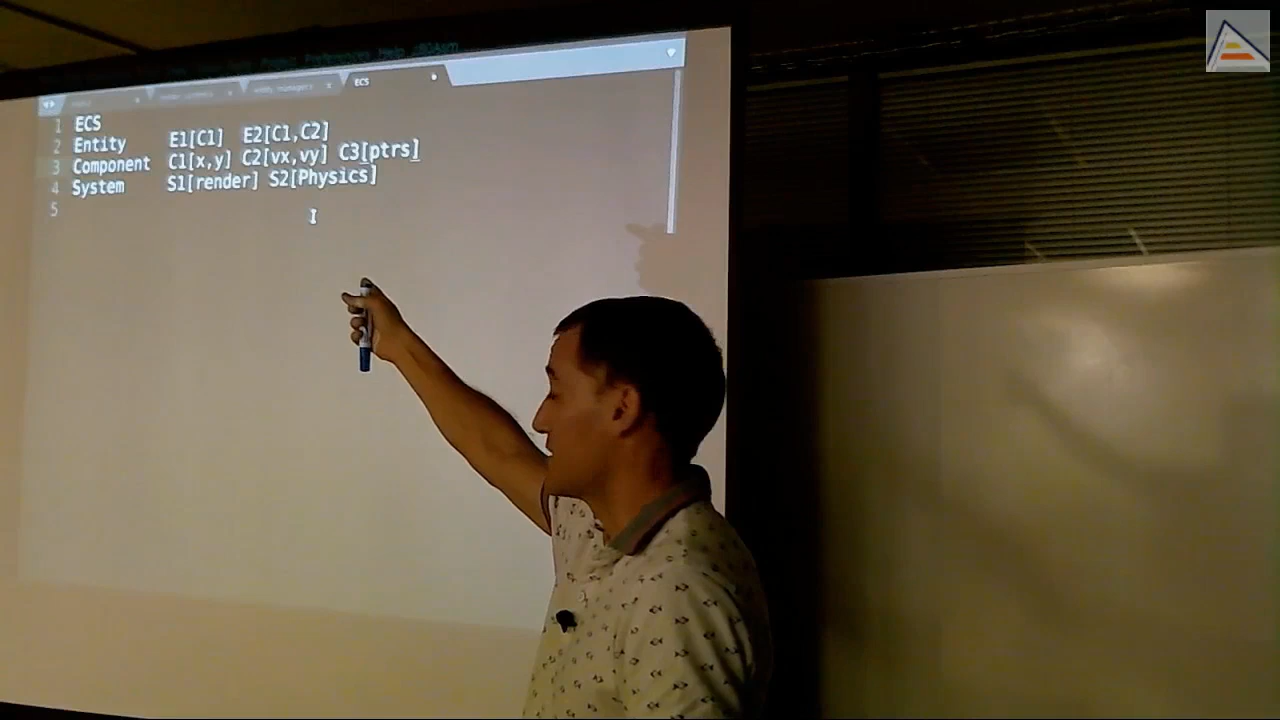 ECS
1 ECS
2 Entity E1[C1] E2[C1,C2]
3 Component C1[x,y] C2[vx,vy] C3[ptrs]
4 System S1[render] S2[Physics]
5